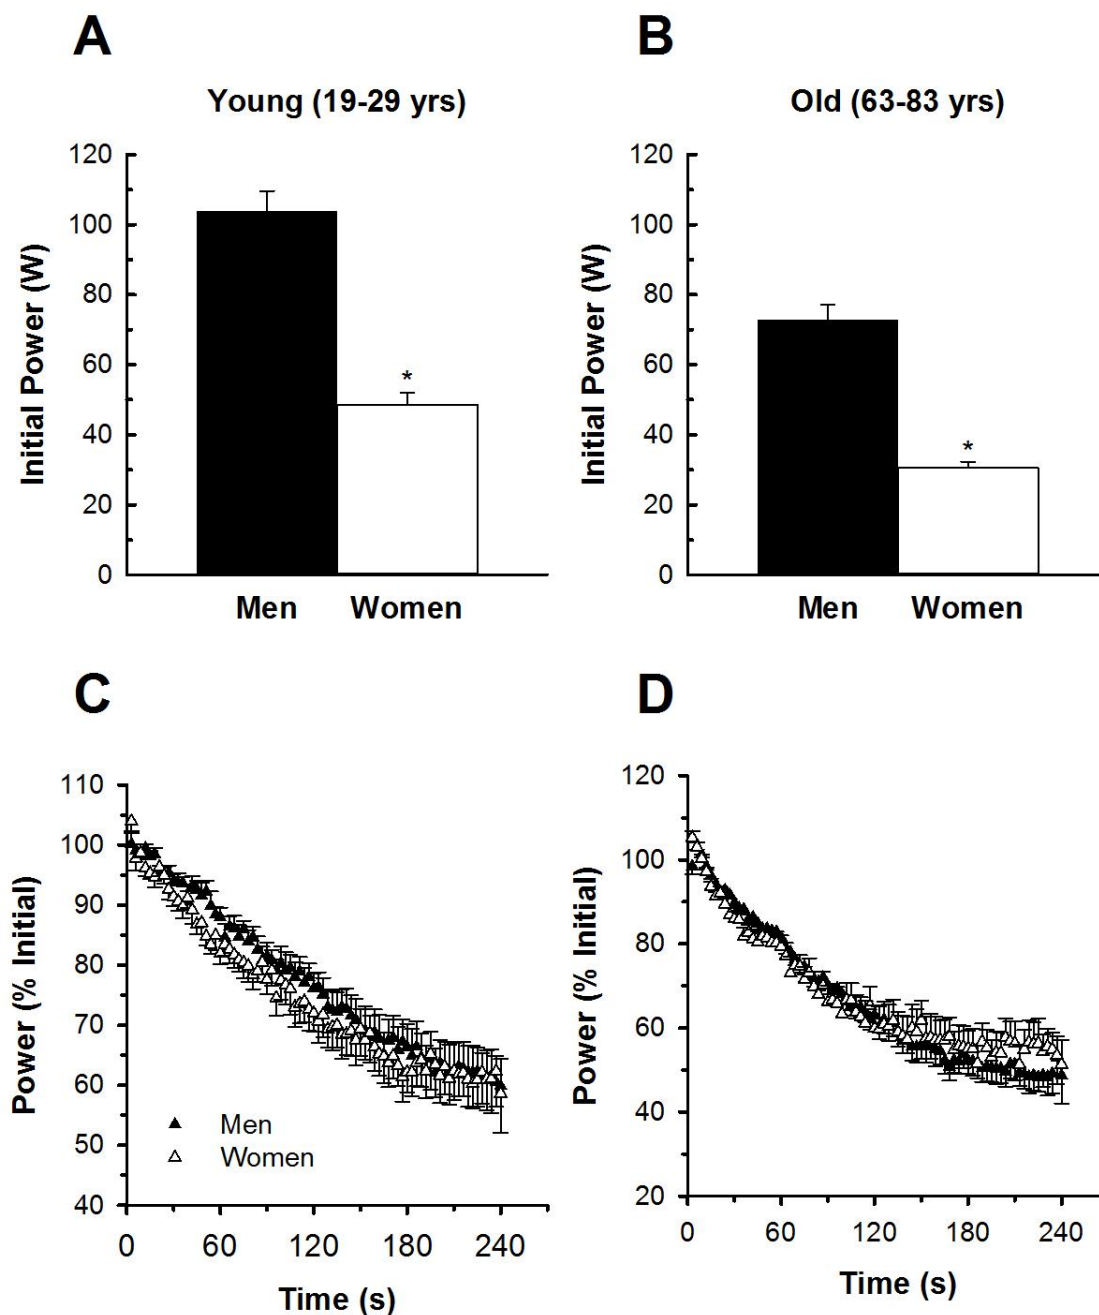 A
B
Young (19-29 yrs)
Old (63-83 yrs)
Initial Power (W)
120
100
80
60
40
20
0
*
Men Women
Initial Power (W)
120
100
80
60
40
20
0
*
Men Women
C
D
Power (% Initial)
110
100
90
80
70
60
50
40
Men
Women
0 60 120 180 240
Time (s)
Power (% Initial)
120
100
80
60
40
20
0 60 120 180 240
Time (s)